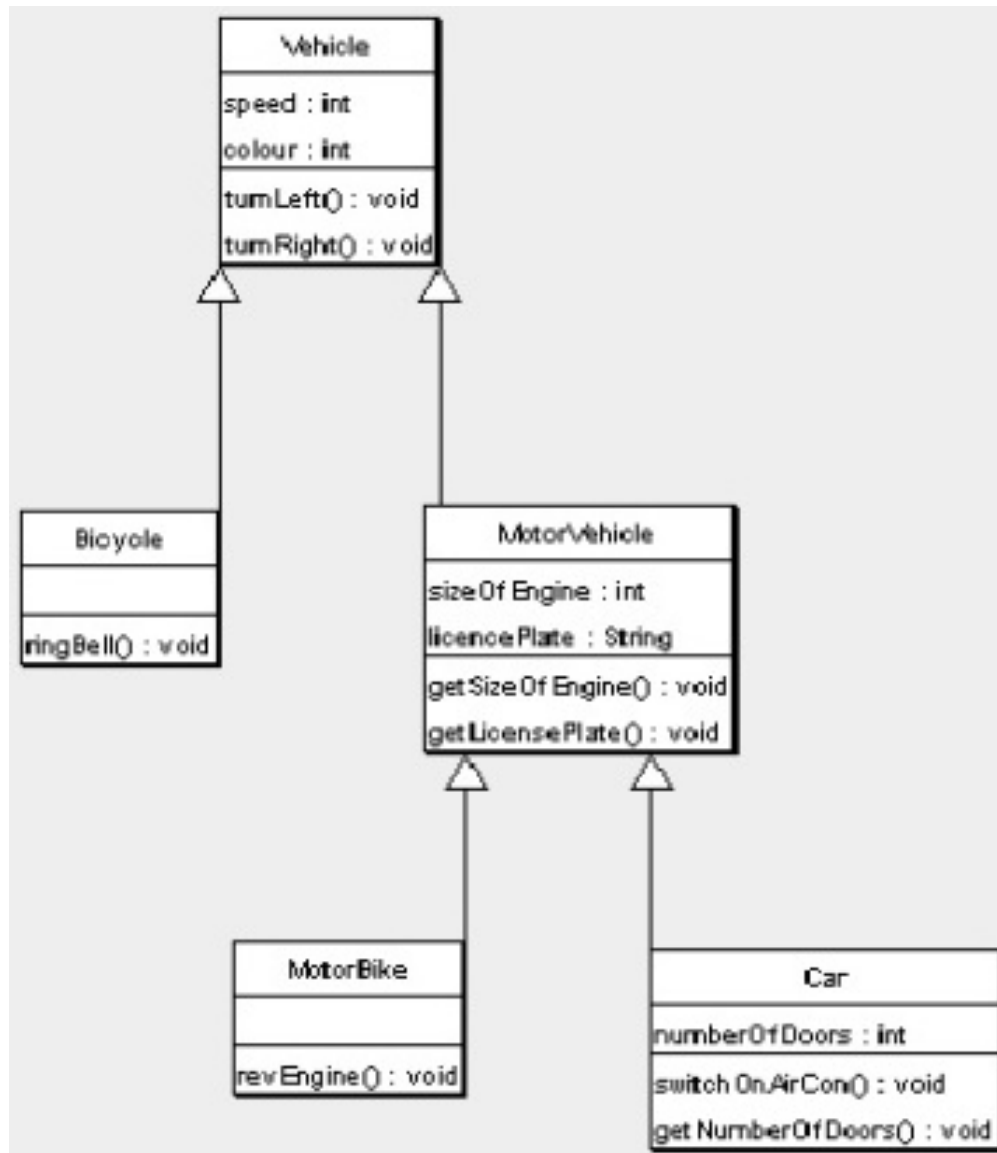 Vehicle
speed : int
colour : int
turnLeft() : void
turnRight() : void
Bicycle
ringBell() : void
MotorVehicle
sizeOfEngine : int
licencePlate : String
getSizeOfEngine() : void
getLicensePlate() : void
MotorBike
revEngine() : void
Car
numberOfDoors : int
switchOnAirCon() : void
getNumberOfDoors() : void